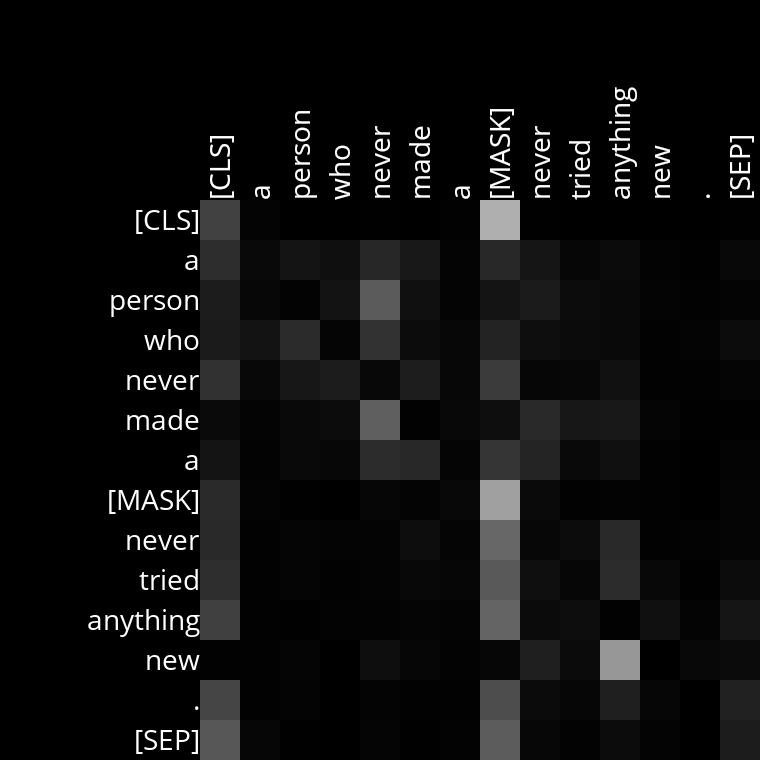 [CLS] a person who never made a [MASK] never tried anything new . [SEP]
[CLS]
a
person
who
never
made
a
[MASK]
never
tried
anything
new
.
[SEP]